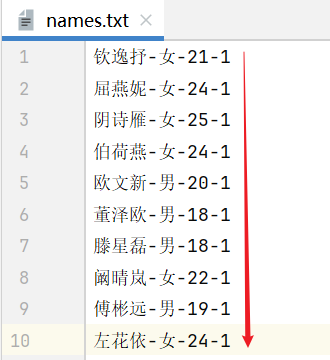 names.txt
1 钦逸抒-女-21-1
2 屈燕妮-女-24-1
3 阴诗雁-女-25-1
4 伯荷燕-女-24-1
5 欧文新-男-20-1
6 董泽欧-男-18-1
7 滕星磊-男-18-1
8 阚晴岚-女-22-1
9 傅彬远-男-19-1
10 左花依-女-24-1